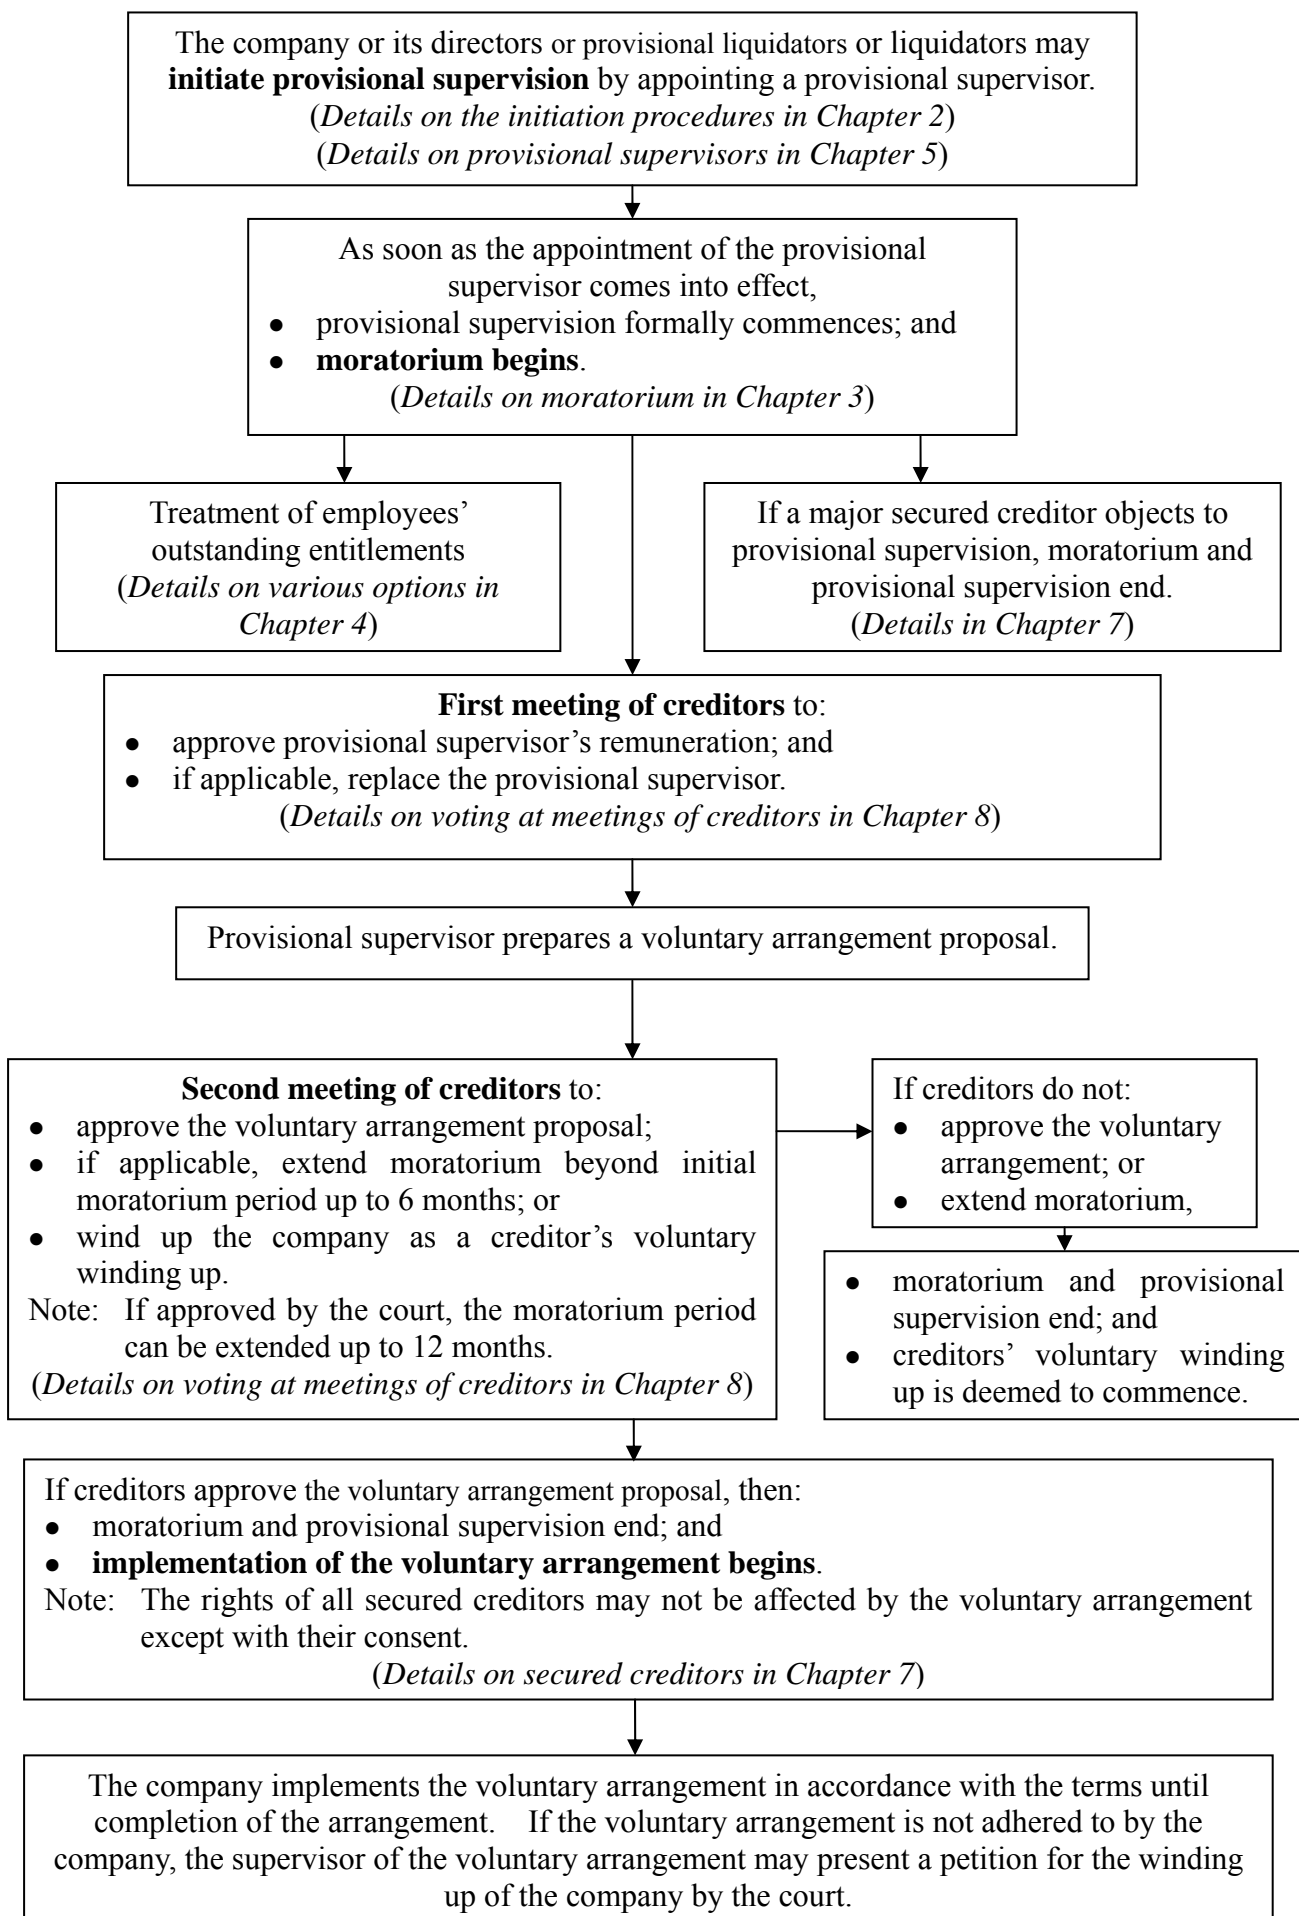 The company or its directors or provisional liquidators or liquidators may
initiate provisional supervision by appointing a provisional supervisor.
(Details on the initiation procedures in Chapter 2)
(Details on provisional supervisors in Chapter 5)
As soon as the appointment of the provisional
supervisor comes into effect,
● provisional supervision formally commences; and
● moratorium begins.
(Details on moratorium in Chapter 3)
Treatment of employees’
outstanding entitlements
(Details on various options in
Chapter 4)
If a major secured creditor objects to
provisional supervision, moratorium and
provisional supervision end.
(Details in Chapter 7)
First meeting of creditors to:
● approve provisional supervisor’s remuneration; and
● if applicable, replace the provisional supervisor.
(Details on voting at meetings of creditors in Chapter 8)
Provisional supervisor prepares a voluntary arrangement proposal.
Second meeting of creditors to:
● approve the voluntary arrangement proposal;
● if applicable, extend moratorium beyond initial
moratorium period up to 6 months; or
● wind up the company as a creditor’s voluntary
winding up.
Note: If approved by the court, the moratorium period
can be extended up to 12 months.
(Details on voting at meetings of creditors in Chapter 8)
If creditors do not:
● approve the voluntary
arrangement; or
● extend moratorium,
● moratorium and provisional
supervision end; and
● creditors’ voluntary winding
up is deemed to commence.
If creditors approve the voluntary arrangement proposal, then:
● moratorium and provisional supervision end; and
● implementation of the voluntary arrangement begins.
Note: The rights of all secured creditors may not be affected by the voluntary arrangement
except with their consent.
(Details on secured creditors in Chapter 7)
The company implements the voluntary arrangement in accordance with the terms until
completion of the arrangement. If the voluntary arrangement is not adhered to by the
company, the supervisor of the voluntary arrangement may present a petition for the winding
up of the company by the court.